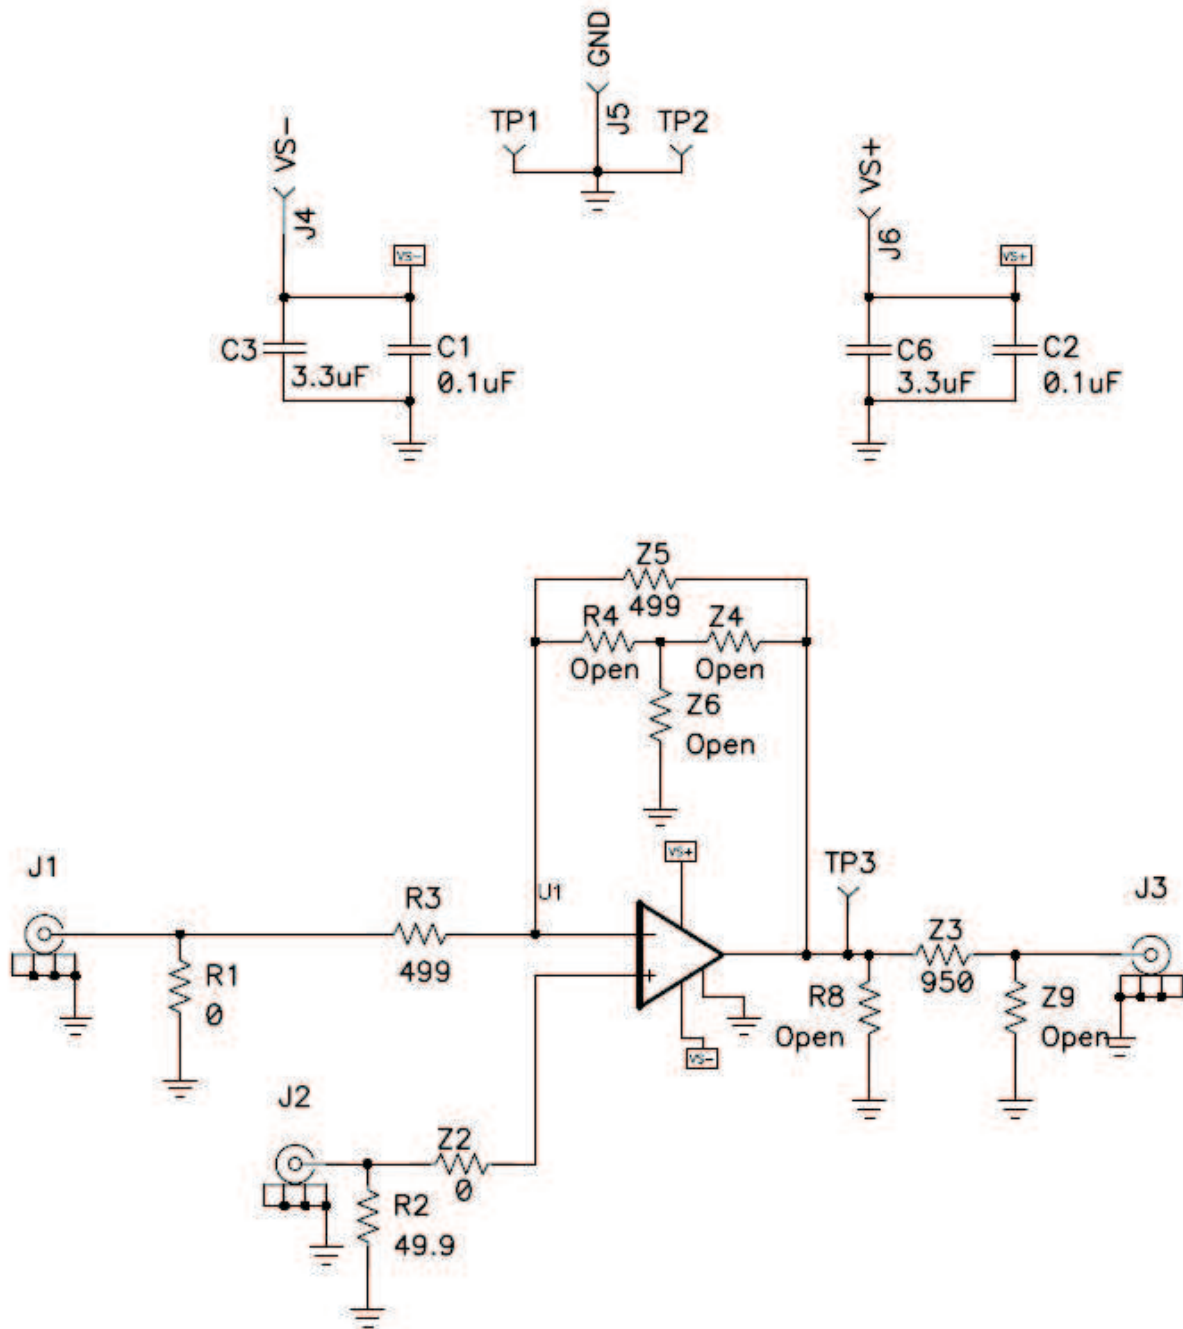 GND
TP1
J5
TP2
VS-
J4
VS-
VS+
J6
VS+
C3
3.3uF
C1
0.1uF
C6
3.3uF
C2
0.1uF
Z5
499
R4
Open
Z4
Open
Z6
Open
J1
R3
499
U1
VS+
TP3
J3
R1
0
Z3
950
R8
Open
Z9
Open
VS-
J2
Z2
0
R2
49.9